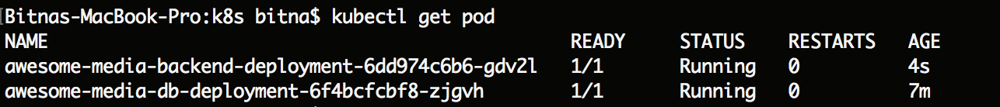 [Bitnas-MacBook-Pro:k8s bitna$ kubectl get pod
NAME READY STATUS RESTARTS AGE
awesome-media-backend-deployment-6dd974c6b6-gdv2l 1/1 Running 0 4s
awesome-media-db-deployment-6f4bcfcbf8-zjgvh 1/1 Running 0 7m